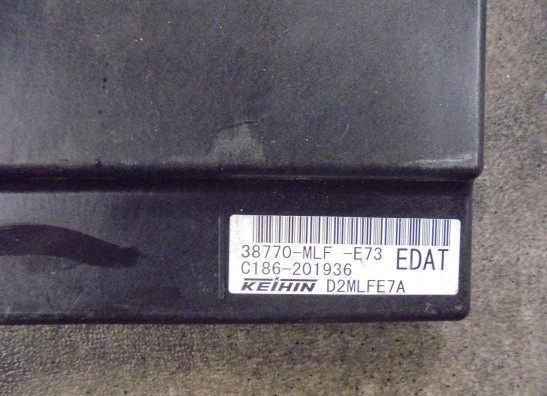 38770-MLF -E73 EDAT
C186-201936
KEIHIN D2MLFE7A